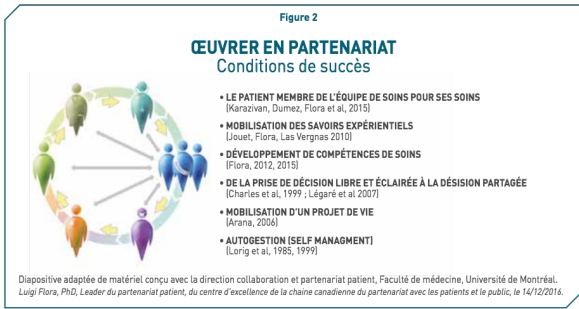 Figure 2
ŒUVRER EN PARTENARIAT
Conditions de succès
• LE PATIENT MEMBRE DE L'ÉQUIPE DE SOINS POUR SES SOINS
(Karazivan, Dumez, Flora et al, 2015)
• MOBILISATION DES SAVOIRS EXPÉRIENTIELS
(Jouet, Flora, Las Vergnas 2010)
• DÉVELOPPEMENT DE COMPÉTENCES DE SOINS
(Flora, 2012, 2015)
• DE LA PRISE DE DÉCISION LIBRE ET ÉCLAIRÉE À LA DÉSISION PARTAGÉE
(Charles et al, 1999 ; Légaré et al 2007)
• MOBILISATION D'UN PROJET DE VIE
(Arana, 2006)
• AUTOGESTION (SELF MANAGMENT)
(Lorig et al, 1985, 1999)
Diapositive adaptée de matériel conçu avec la direction collaboration et partenariat patient, Faculté de médecine, Université de Montréal.
Luigi Flora, PhD, Leader du partenariat patient, du centre d'excellence de la chaine canadienne du partenariat avec les patients et le public, le 14/12/2016.